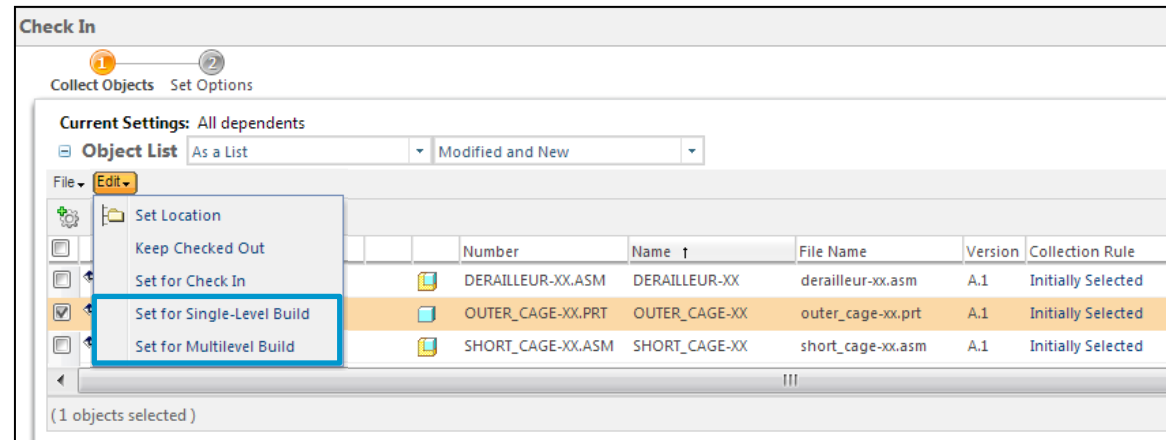 Check In
1 2
Collect Objects Set Options
Current Settings: All dependents
Object List As a List Modified and New
File Edit
Set Location
Keep Checked Out
Set for Check In
Set for Single-Level Build
Set for Multilevel Build
Number Name ↑ File Name Version Collection Rule
DERAILLEUR-XX.ASM DERAILLEUR-XX derailleur-xx.asm A.1 Initially Selected
OUTER_CAGE-XX.PRT OUTER_CAGE-XX outer_cage-xx.prt A.1 Initially Selected
SHORT_CAGE-XX.ASM SHORT_CAGE-XX short_cage-xx.asm A.1 Initially Selected
(1 objects selected )